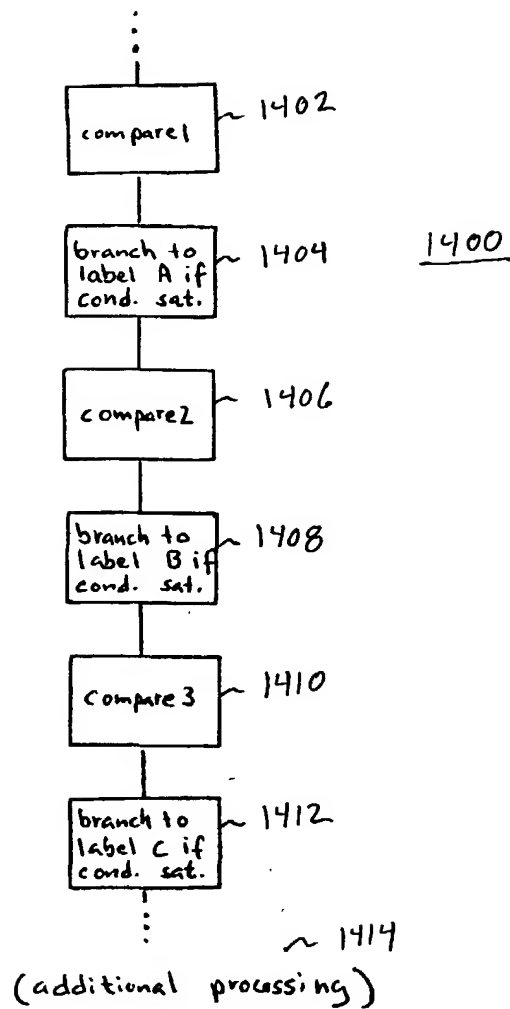 compare1
1402
branch to
label A if
cond. sat.
1404
1400
compare2
1406
branch to
label B if
cond. sat.
1408
compare3
1410
branch to
label C if
cond. sat.
1412
1414
(additional processing)